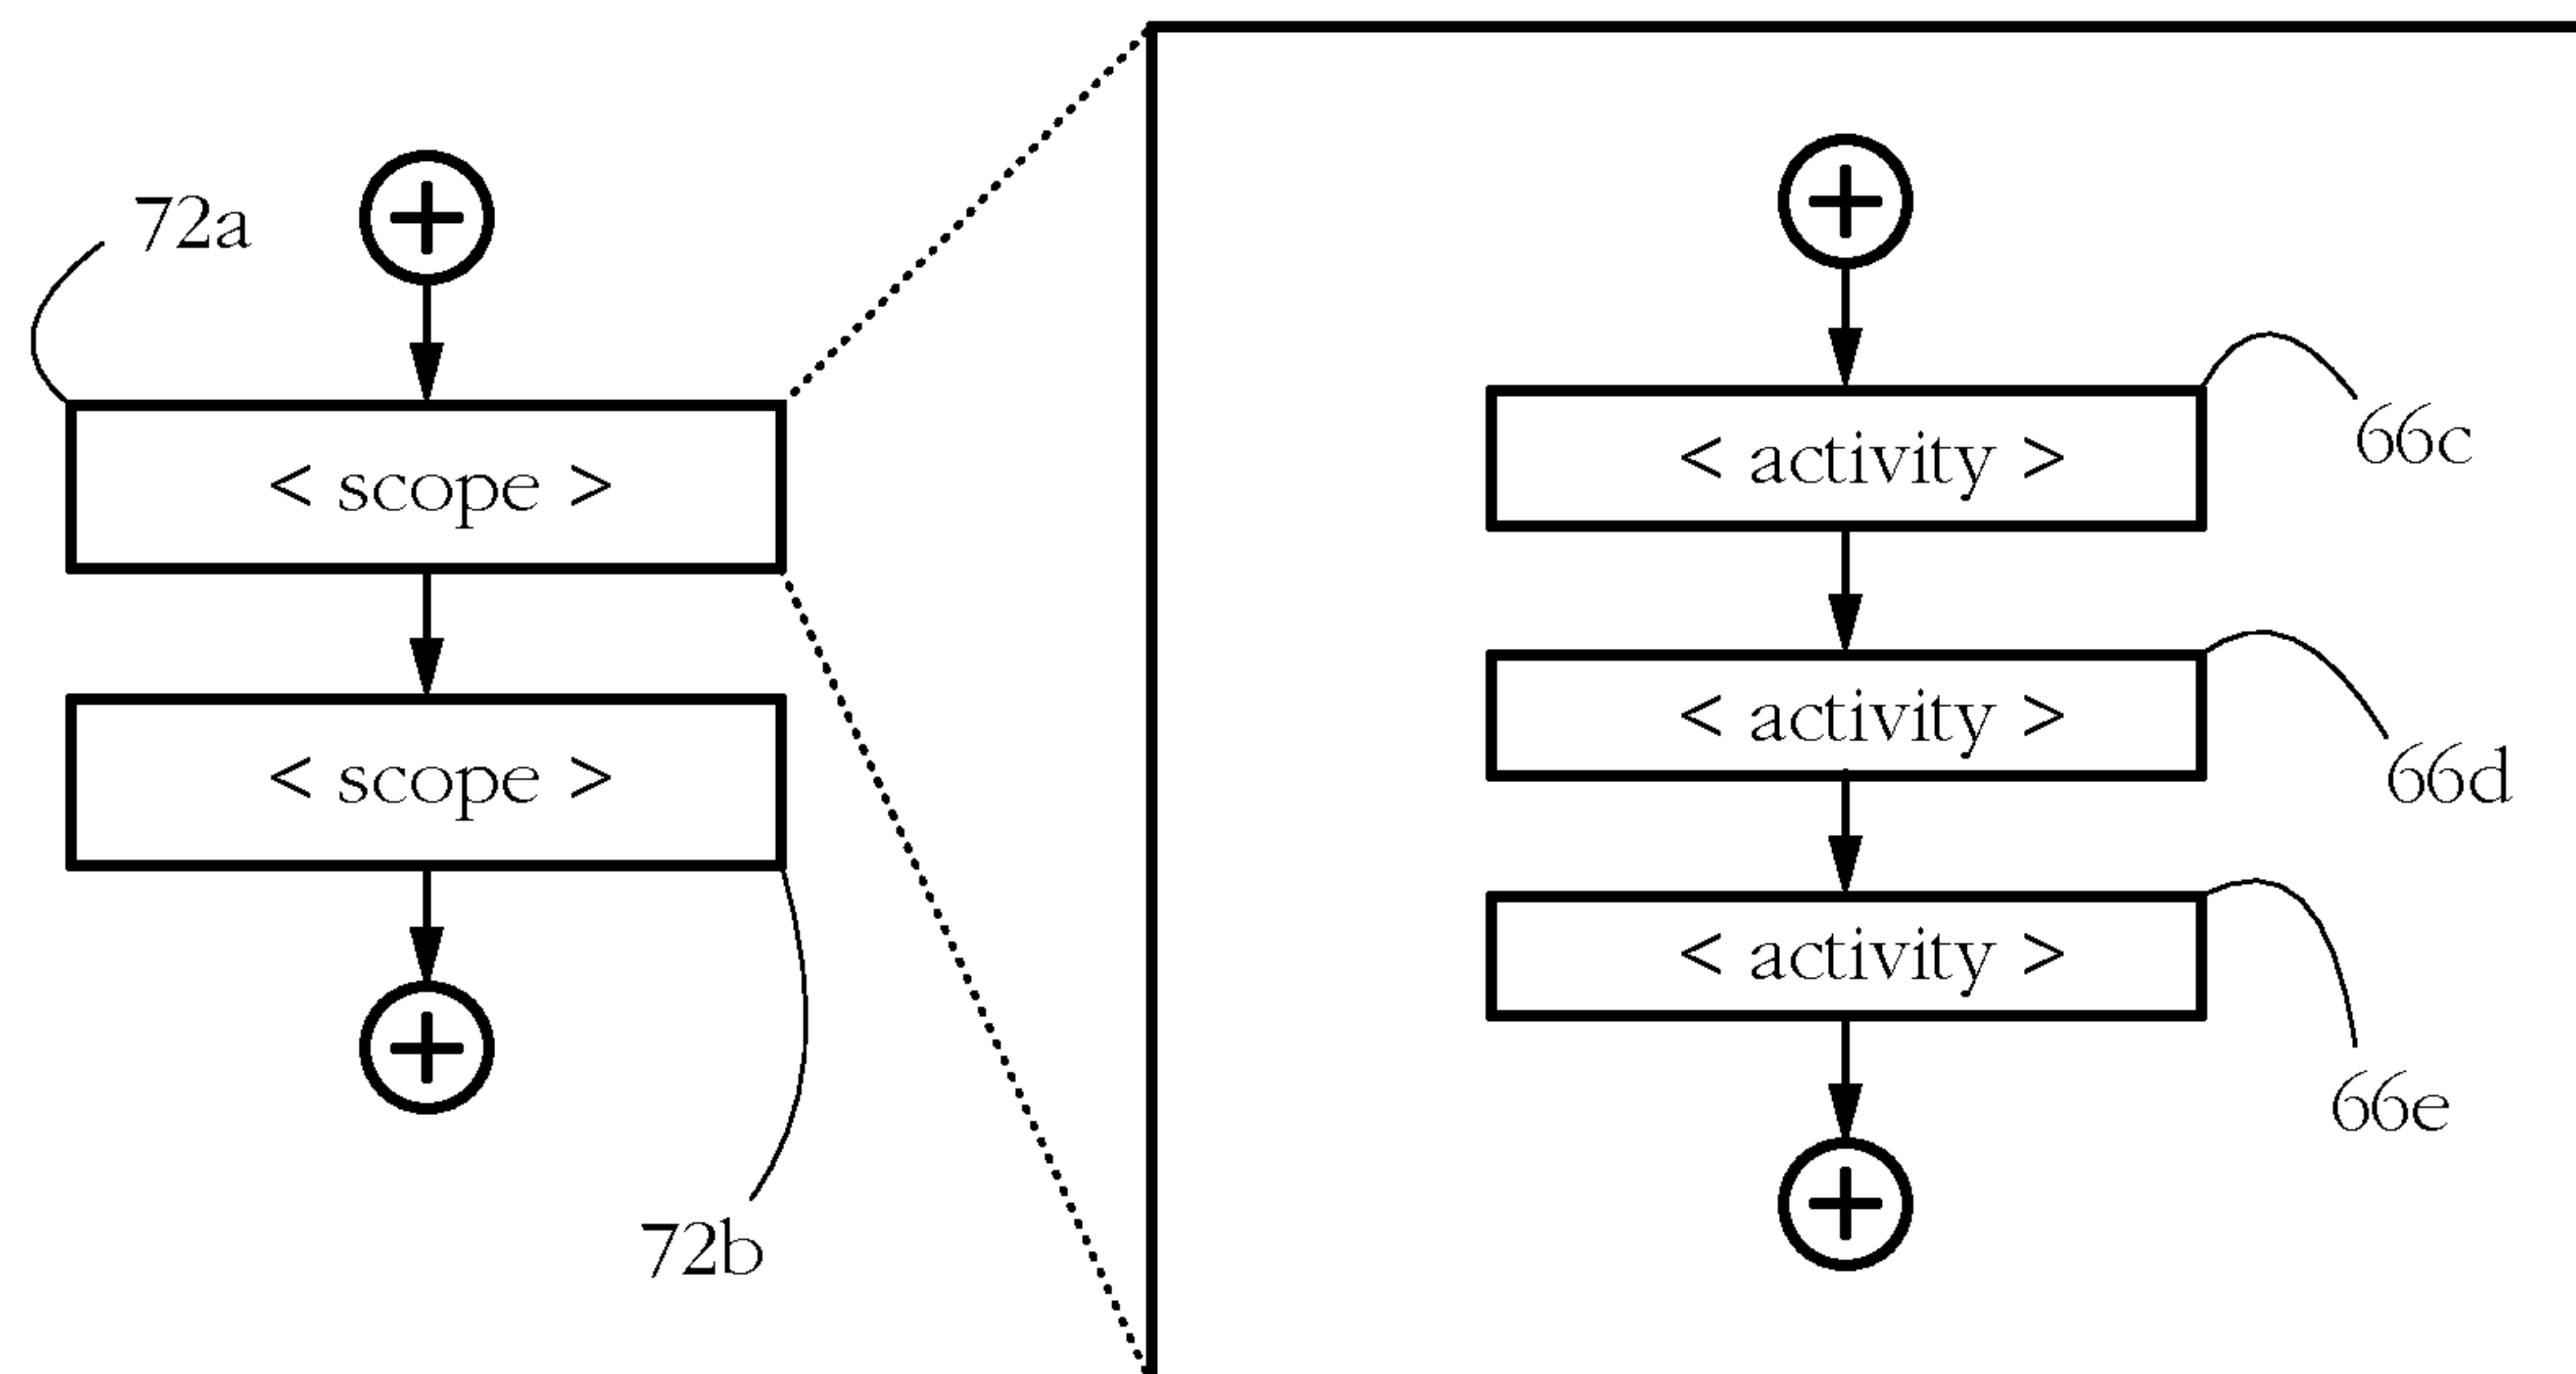 72a
< scope >
< scope >
72b
< activity >
66c
< activity >
66d
< activity >
66e